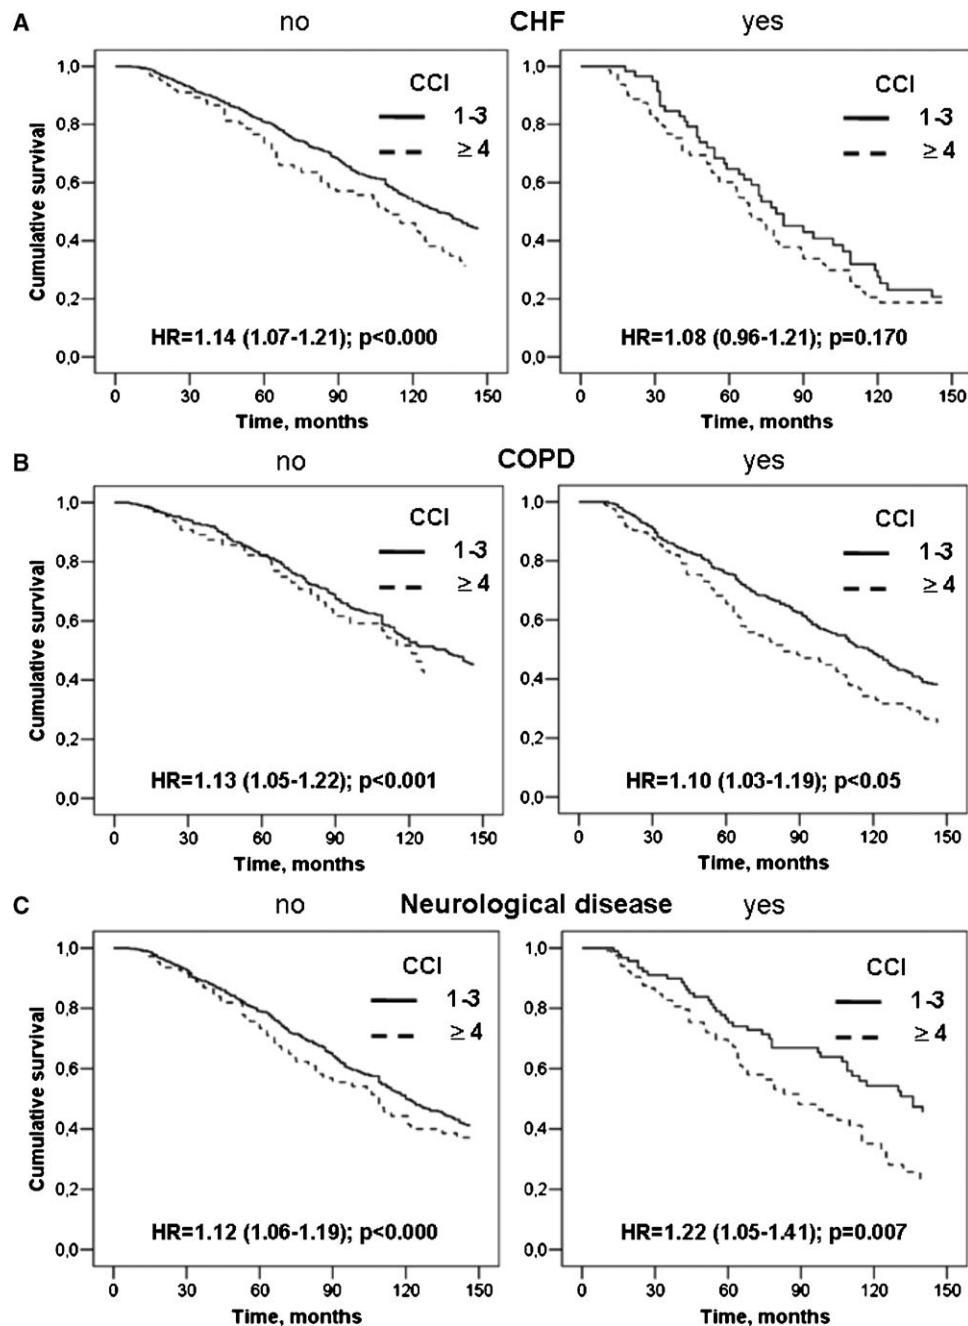 A no CHF yes
1,0
0,8
0,6
0,4
0,2
0,0
Cumulative survival
CCI
1-3
≥4
HR=1.14 (1.07-1.21); p<0.000
0 30 60 90 120 150
Time, months
1,0
0,8
0,6
0,4
0,2
0,0
CCI
1-3
≥4
HR=1.08 (0.96-1.21); p=0.170
0 30 60 90 120 150
Time, months
B no COPD yes
1,0
0,8
0,6
0,4
0,2
0,0
Cumulative survival
CCI
1-3
≥4
HR=1.13 (1.05-1.22); p<0.001
0 30 60 90 120 150
Time, months
1,0
0,8
0,6
0,4
0,2
0,0
CCI
1-3
≥4
HR=1.10 (1.03-1.19); p<0.05
0 30 60 90 120 150
Time, months
C no Neurological disease yes
1,0
0,8
0,6
0,4
0,2
0,0
Cumulative survival
CCI
1-3
≥4
HR=1.12 (1.06-1.19); p<0.000
0 30 60 90 120 150
Time, months
1,0
0,8
0,6
0,4
0,2
0,0
CCI
1-3
≥4
HR=1.22 (1.05-1.41); p=0.007
0 30 60 90 120 150
Time, months